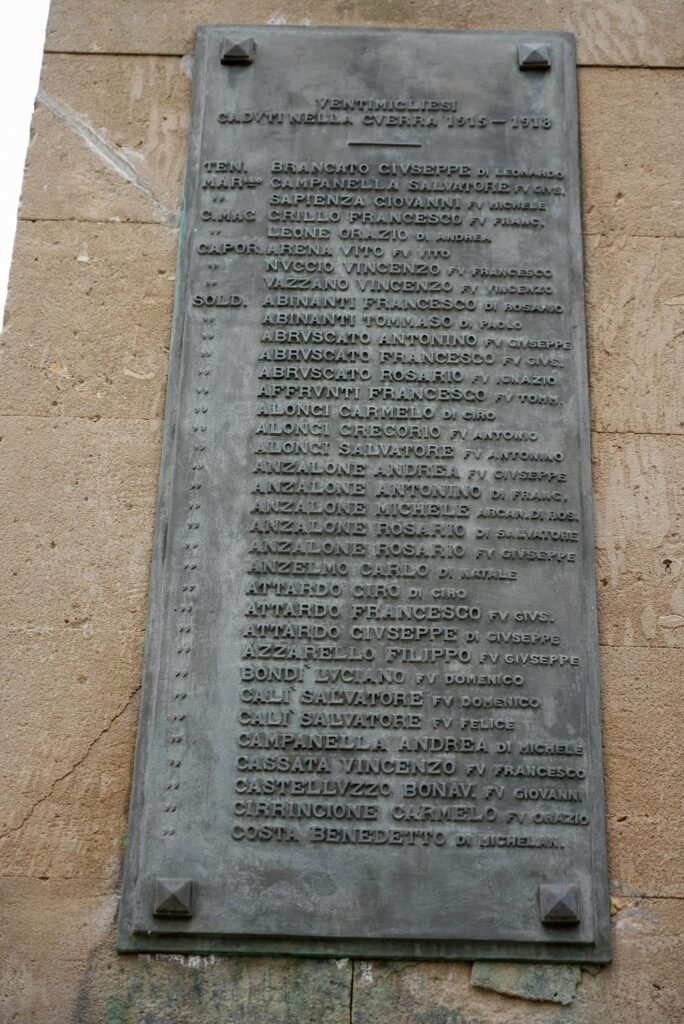 VENTIMIGLIESI
CADVTI NELLA GVERRA 1915 – 1918
TEN. BRANCATO GIVSEPPE DI LEONARDO
MAR.llo CAMPANELLA SALVATORE FV GIVS.
" SAPIENZA GIOVANNI FV MICHELE
C.MAG GRILLO FRANCESCO FV FRANC.
" LEONE ORAZIO DI ANDREA
CAPOR. ARENA VITO FV VITO
" NVCCIO VINCENZO FV FRANCESCO
" VAZZANO VINCENZO FV VINCENZO
SOLD. ABINANTI FRANCESCO DI ROSARIO
" ABINANTI TOMMASO DI PAOLO
" ABRVSCATO ANTONINO FV GIVSEPPE
" ABRVSCATO FRANCESCO FV GIVS.
" ABRVSCATO ROSARIO FV IGNAZIO
" AFFRVNTI FRANCESCO FV TOMM.
" ALONGI CARMELO DI CIRO
" ALONGI GREGORIO FV ANTONIO
" ALONGI SALVATORE FV ANTONINO
" ANZALONE ANDREA FV GIVSEPPE
" ANZALONE ANTONINO DI FRANC.
" ANZALONE MICHELE ARCAN. DI ROS.
" ANZALONE ROSARIO DI SALVATORE
" ANZALONE ROSARIO FV GIVSEPPE
" ANZELMO CARLO DI NATALE
" ATTARDO CIRO DI CIRO
" ATTARDO FRANCESCO FV GIVS.
" ATTARDO GIVSEPPE DI GIVSEPPE
" AZZARELLO FILIPPO FV GIVSEPPE
" BONDÌ LVCIANO FV DOMENICO
" CALÌ SALVATORE FV DOMENICO
" CALÌ SALVATORE FV FELICE
" CAMPANELLA ANDREA DI MICHELE
" CASSATA VINCENZO FV FRANCESCO
" CASTELLVZZO BONAV. FV GIOVANNI
" CIRRINCIONE CARMELO FV ORAZIO
" COSTA BENEDETTO DI MICHELAN.